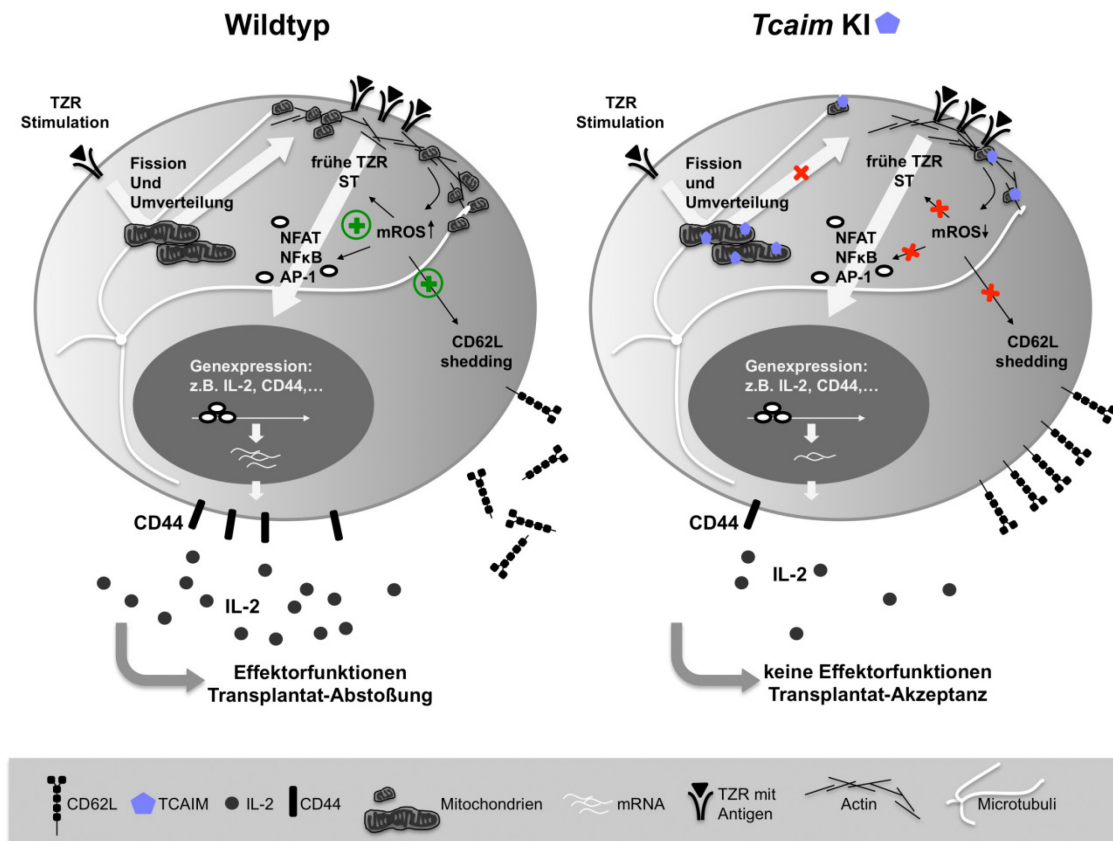 Wildtyp
TZR
Stimulation
Fission
Und
Umverteilung
frühe TZR
ST
mROS↑
NFAT
NFκB
AP-1
CD62L
shedding
Genexpression:
z.B. IL-2, CD44,...
CD44
IL-2
Effektorfunktionen
Transplantat-Abstoßung
Tcaim KI
TZR
Stimulation
Fission
und
Umverteilung
frühe TZR
ST
mROS↓
NFAT
NFκB
AP-1
CD62L
shedding
Genexpression:
z.B. IL-2, CD44,...
CD44
IL-2
keine Effektorfunktionen
Transplantat-Akzeptanz
CD62L
TCAIM
IL-2
CD44
Mitochondrien
mRNA
TZR mit
Antigen
Actin
Microtubuli